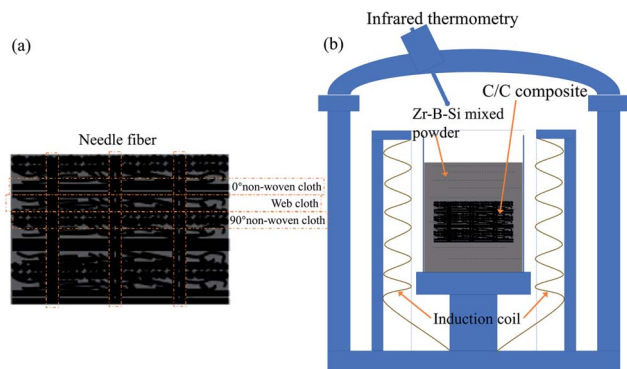 (a)
Needle fiber
0°non-woven cloth
Web cloth
90°non-woven cloth
(b)
Infrared thermometry
C/C composite
Zr-B-Si mixed
powder
Induction coil